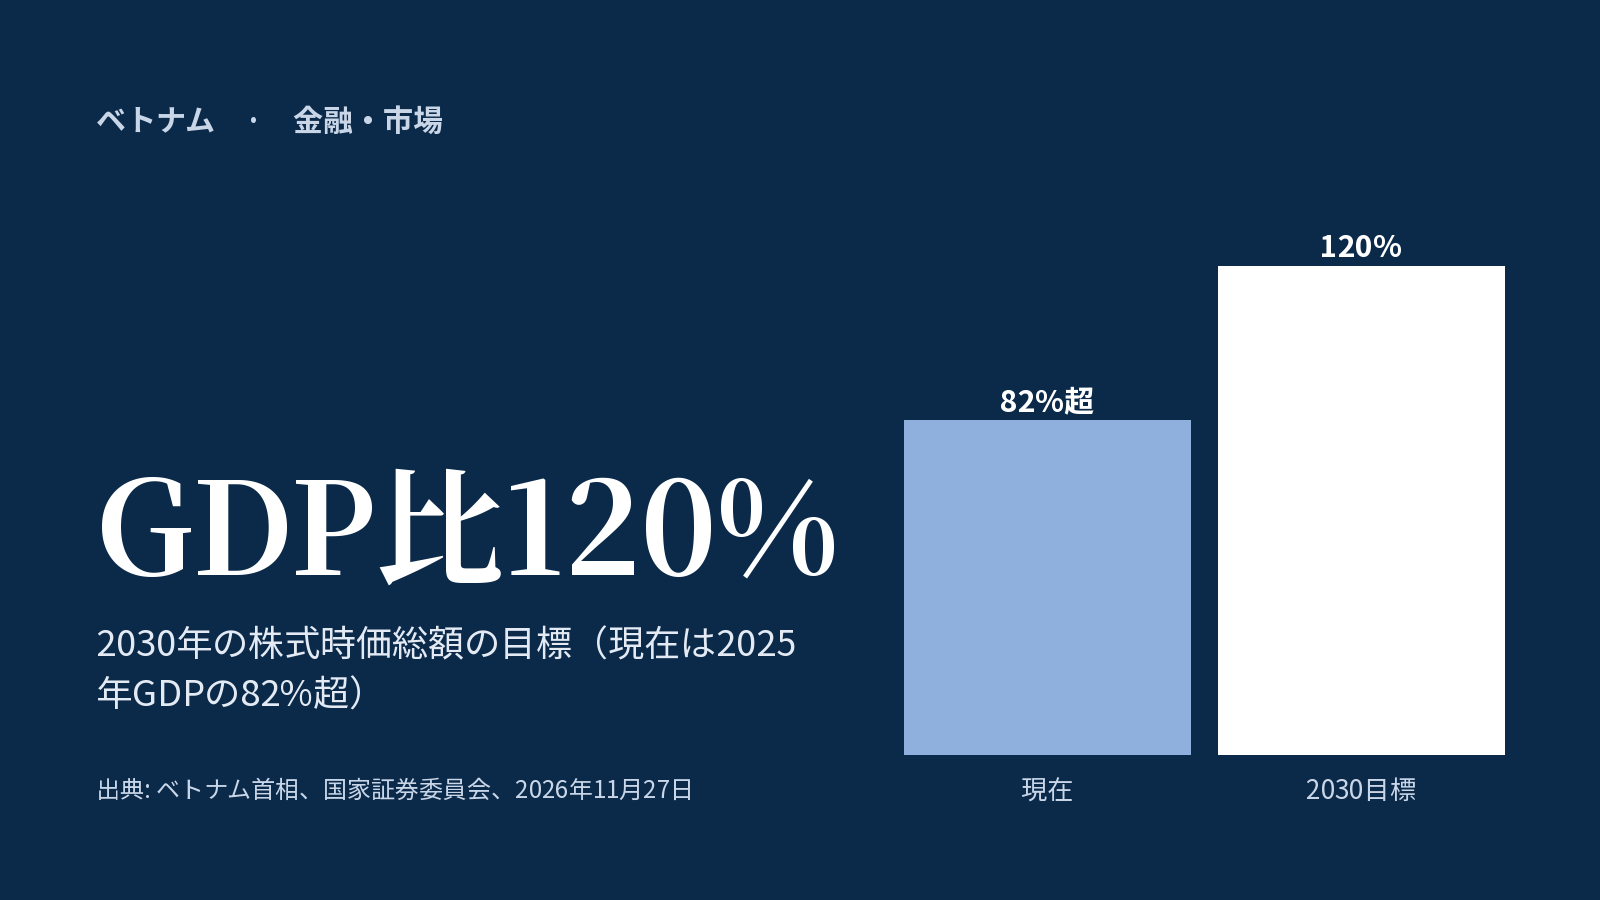 ベトナム · 金融・市場
GDP比120%
2030年の株式時価総額の目標（現在は2025
年GDPの82%超）
出典: ベトナム首相、国家証券委員会、2026年11月27日
82%超
120%
現在
2030目標